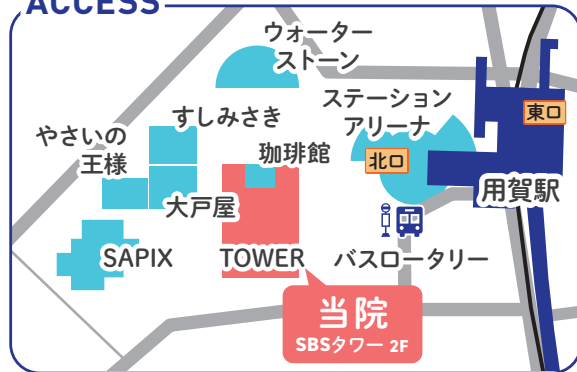 ACCESS
ウォーター
ストーン
ステーション
アリーナ
東口
すしみさき
やさいの
王様
珈琲館
北口
用賀駅
大戸屋
SAPIX
TOWER
バスロータリー
当院
SBSタワー 2F